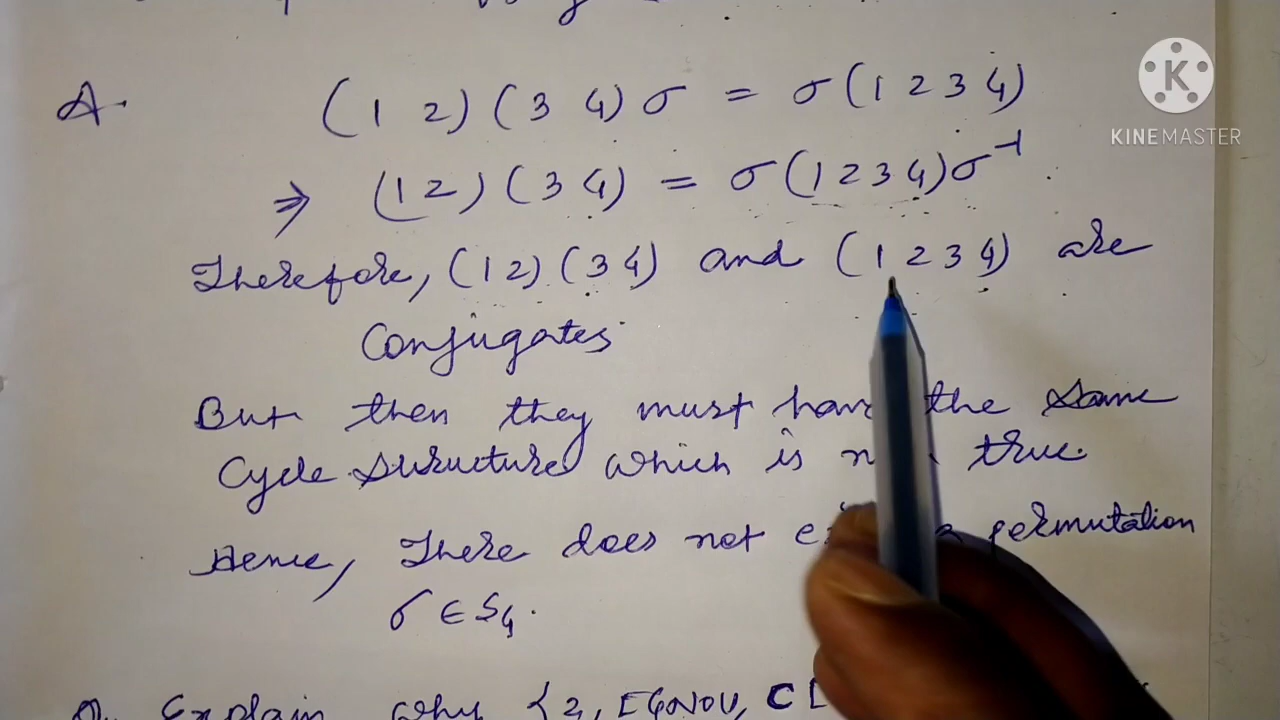 K
KINEMASTER
A. (1 2) (3 4) σ = σ(1 2 3 4)
⇒ (1 2) (3 4) = σ(1 2 3 4)σ⁻¹
Therefore, (1 2) (3 4) and (1 2 3 4) are
Conjugates
But then they must have the same
Cycle structure which is true.
Hence, There does not permutation
σ ∈ S₄.
Q. Explain why {2,